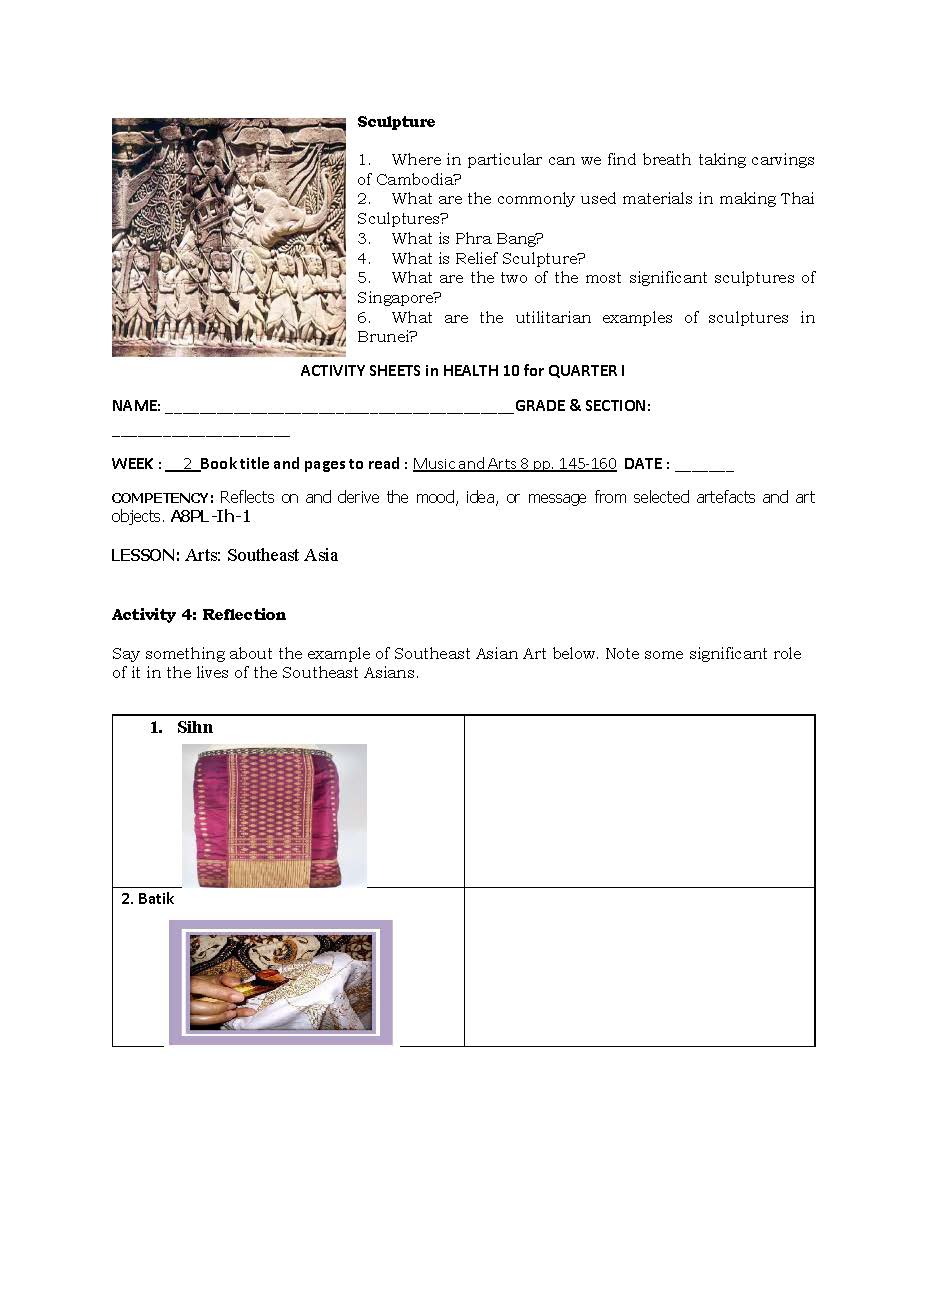 Sculpture
1. Where in particular can we find breath taking carvings
of Cambodia?
2. What are the commonly used materials in making Thai
Sculptures?
3. What is Phra Bang?
4. What is Relief Sculpture?
5. What are the two of the most significant sculptures of
Singapore?
6. What are the utilitarian examples of sculptures in
Brunei?
ACTIVITY SHEETS in HEALTH 10 for QUARTER I
NAME: _________________________________________GRADE & SECTION:
_____________________
WEEK : __2_Book title and pages to read : Music and Arts 8 pp. 145-160 DATE : _______
COMPETENCY: Reflects on and derive the mood, idea, or message from selected artefacts and art
objects. A8PL-Ih-1
LESSON: Arts: Southeast Asia
Activity 4: Reflection
Say something about the example of Southeast Asian Art below. Note some significant role
of it in the lives of the Southeast Asians.
1. Sihn
2. Batik